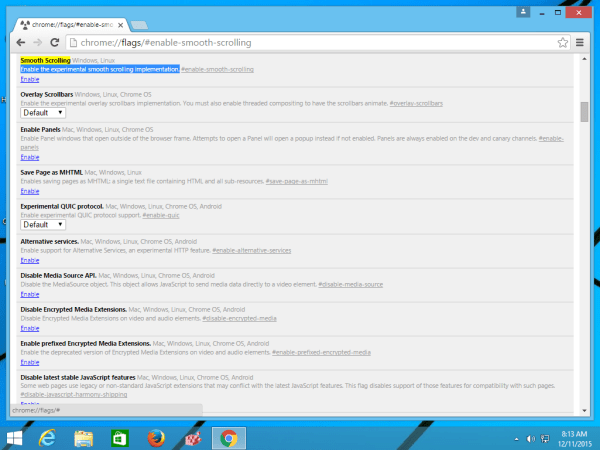 chrome://flags/#enable-smo
chrome://flags/#enable-smooth-scrolling
Smooth Scrolling Windows, Linux
Enable the experimental smooth scrolling implementation. #enable-smooth-scrolling
Enable
Overlay Scrollbars Windows, Linux, Chrome OS
Enable the experimental overlay scrollbars implementation. You must also enable threaded compositing to have the scrollbars animate. #overlay-scrollbars
Default
Enable Panels Mac, Windows, Linux, Chrome OS
Enable Panel windows that open outside of the browser frame. Attempts to open a Panel will open a popup instead if not enabled. Panels are always enabled on the dev and canary channels. #enable-
panels
Enable
Save Page as MHTML Mac, Windows, Linux
Enables saving pages as MHTML: a single text file containing HTML and all sub-resources. #save-page-as-mhtml
Enable
Experimental QUIC protocol. Mac, Windows, Linux, Chrome OS, Android
Enable experimental QUIC protocol support. #enable-quic
Default
Alternative services. Mac, Windows, Linux, Chrome OS, Android
Enable support for Alternative Services, an experimental HTTP feature. #enable-alternative-services
Enable
Disable Media Source API. Mac, Windows, Linux, Chrome OS, Android
Disable the MediaSource object. This object allows JavaScript to send media data directly to a video element. #disable-media-source
Enable
Disable Encrypted Media Extensions. Mac, Windows, Linux, Chrome OS, Android
Disable Encrypted Media Extensions on video and audio elements. #disable-encrypted-media
Enable
Enable prefixed Encrypted Media Extensions. Mac, Windows, Linux, Chrome OS, Android
Enable the deprecated version of Encrypted Media Extensions on video and audio elements. #enable-prefixed-encrypted-media
Enable
Disable latest stable JavaScript features Mac, Windows, Linux, Chrome OS, Android
Some web pages use legacy or non-standard JavaScript extensions that may conflict with the latest JavaScript features. This flag disables support of those features for compatibility with such pages.
#disable-javascript-harmony-shipping
Enable
chrome://flags/#
8:13 AM
12/11/2015